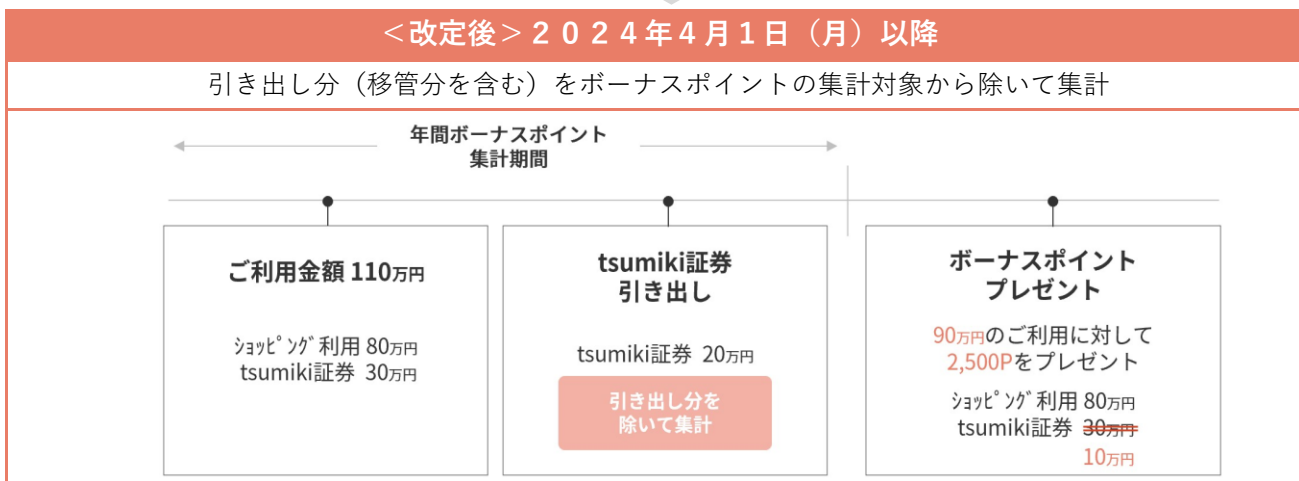 ＜改定後＞２０２４年４月１日（月）以降
引き出し分（移管分を含む）をボーナスポイントの集計対象から除いて集計
年間ボーナスポイント
集計期間
ご利用金額 110万円
ｼｮｯﾋﾟﾝｸﾞ利用 80万円
tsumiki証券 30万円
tsumiki証券
引き出し
tsumiki証券 20万円
引き出し分を
除いて集計
ボーナスポイント
プレゼント
90万円のご利用に対して
2,500Pをプレゼント
ｼｮｯﾋﾟﾝｸﾞ利用 80万円
tsumiki証券 30万円
10万円